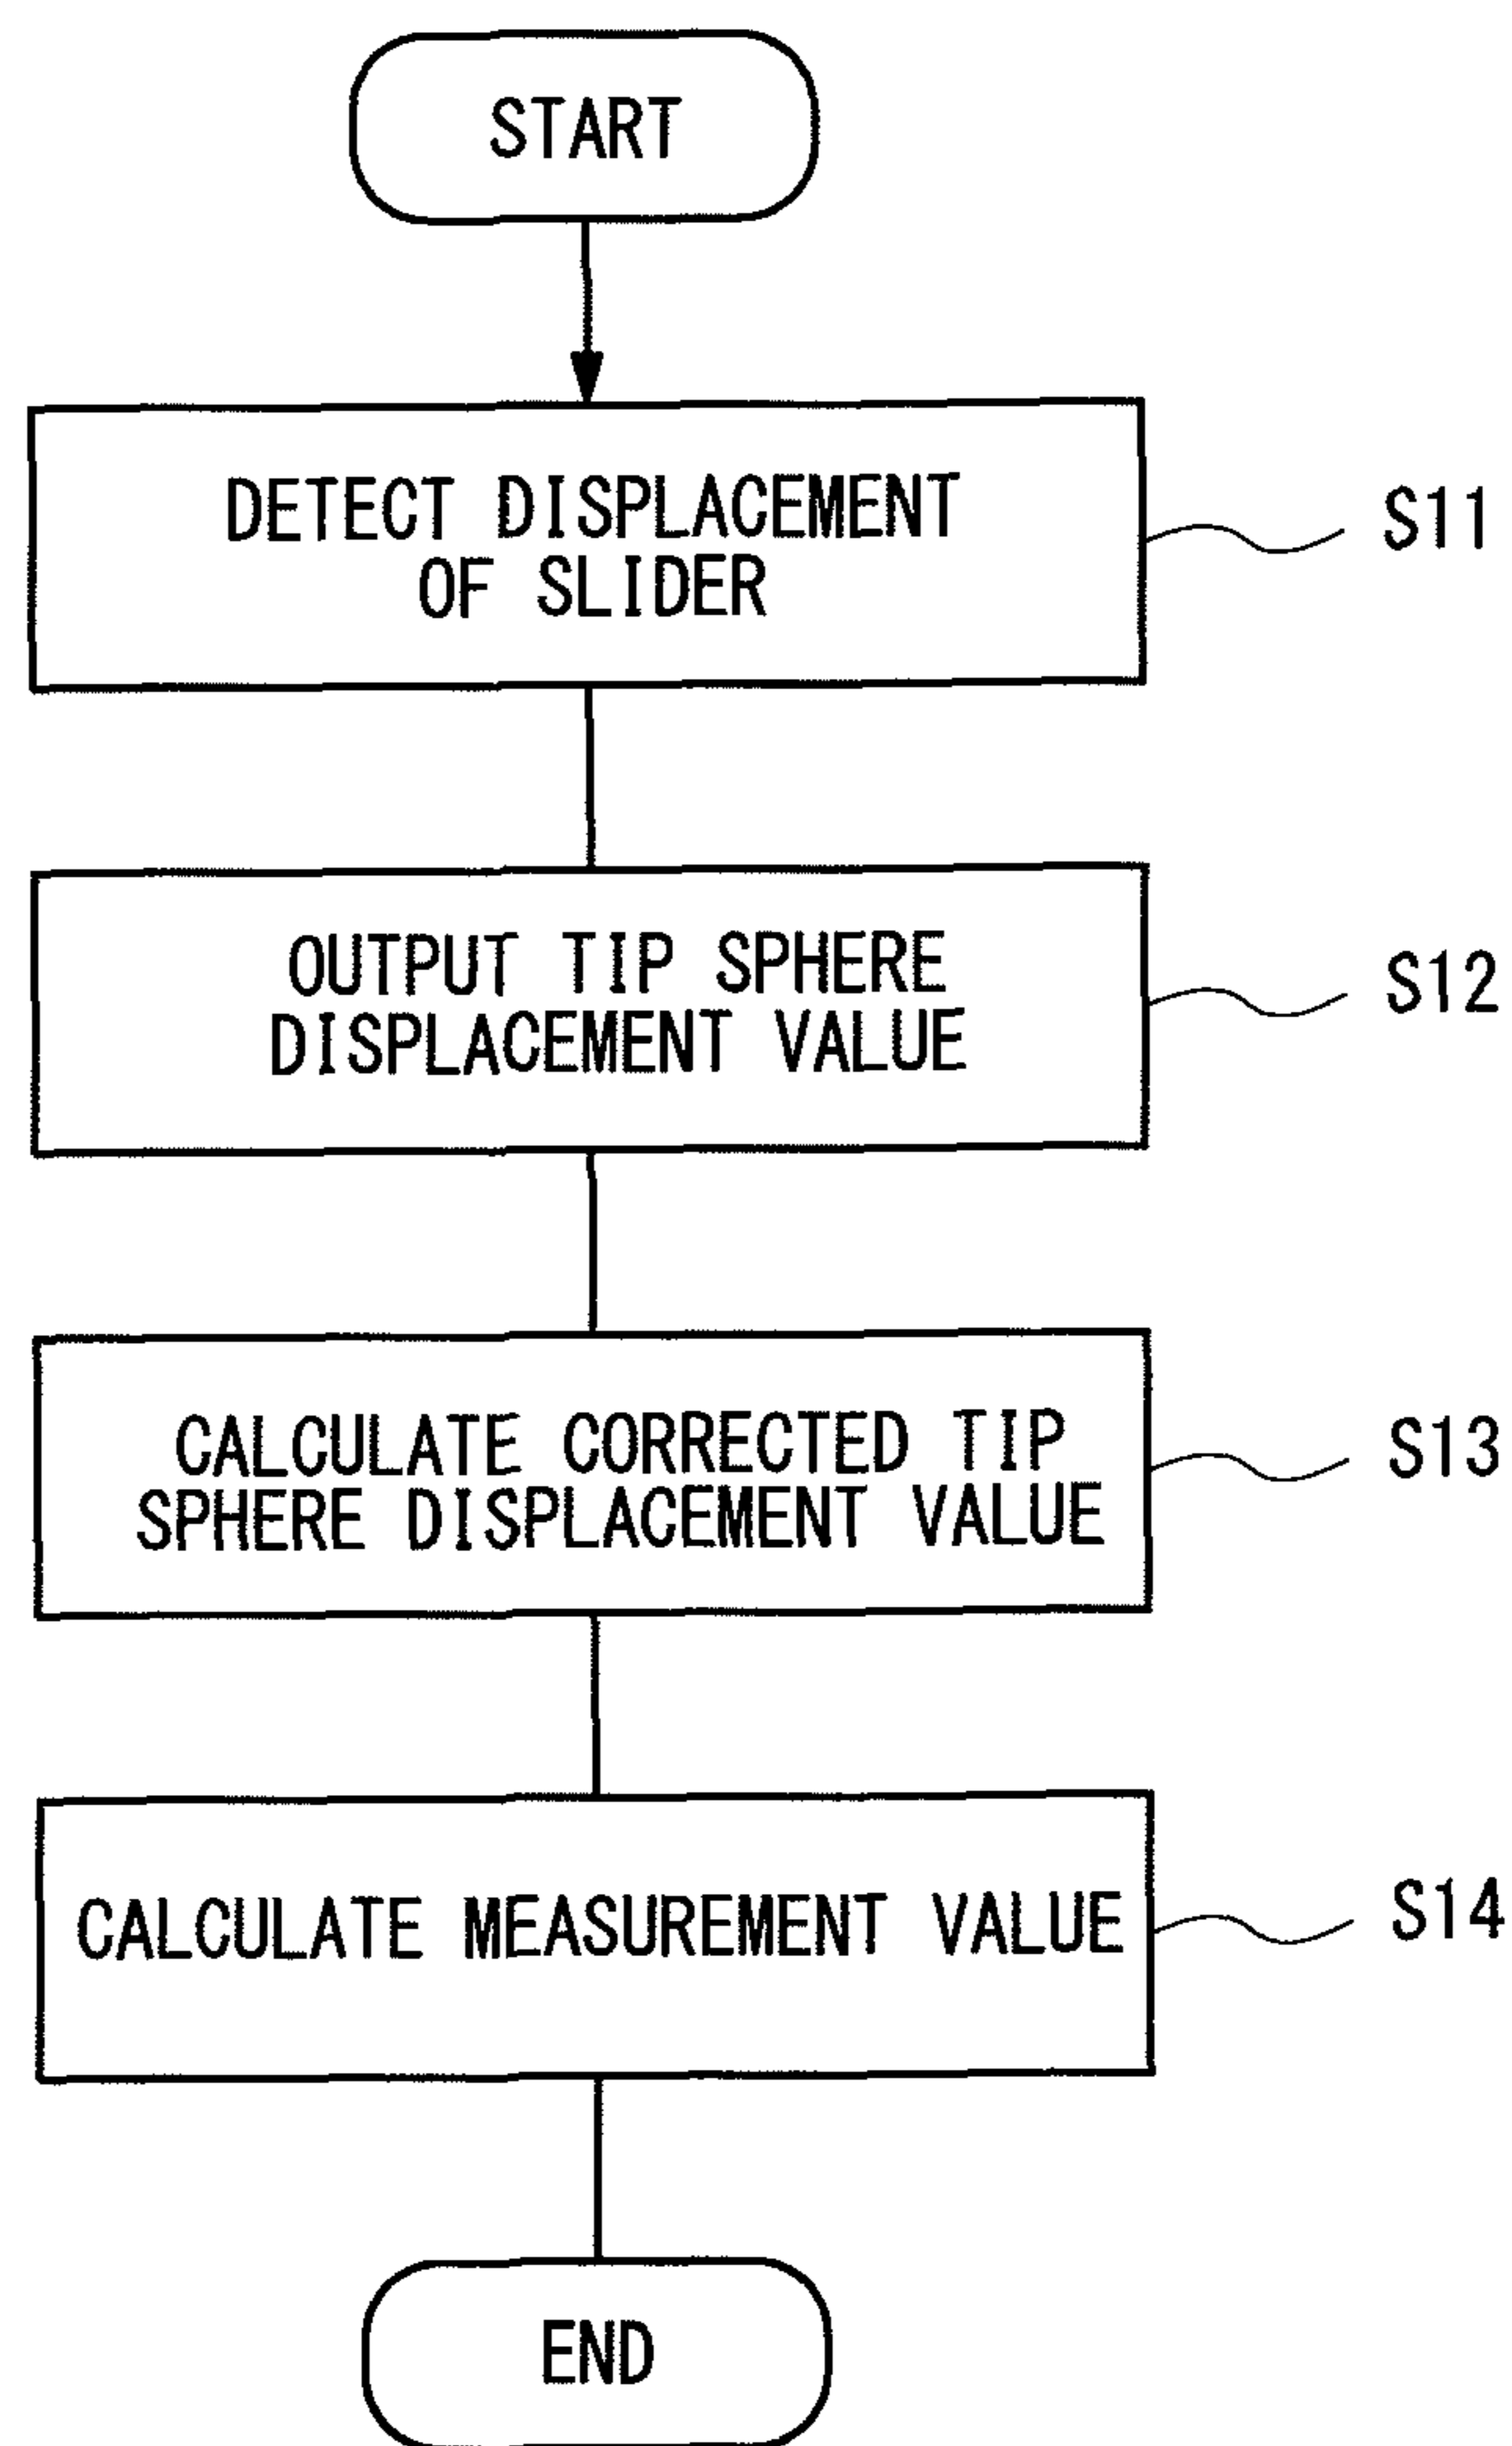 START
DETECT DISPLACEMENT
OF SLIDER
S11
OUTPUT TIP SPHERE
DISPLACEMENT VALUE
S12
CALCULATE CORRECTED TIP
SPHERE DISPLACEMENT VALUE
S13
CALCULATE MEASUREMENT VALUE
S14
END